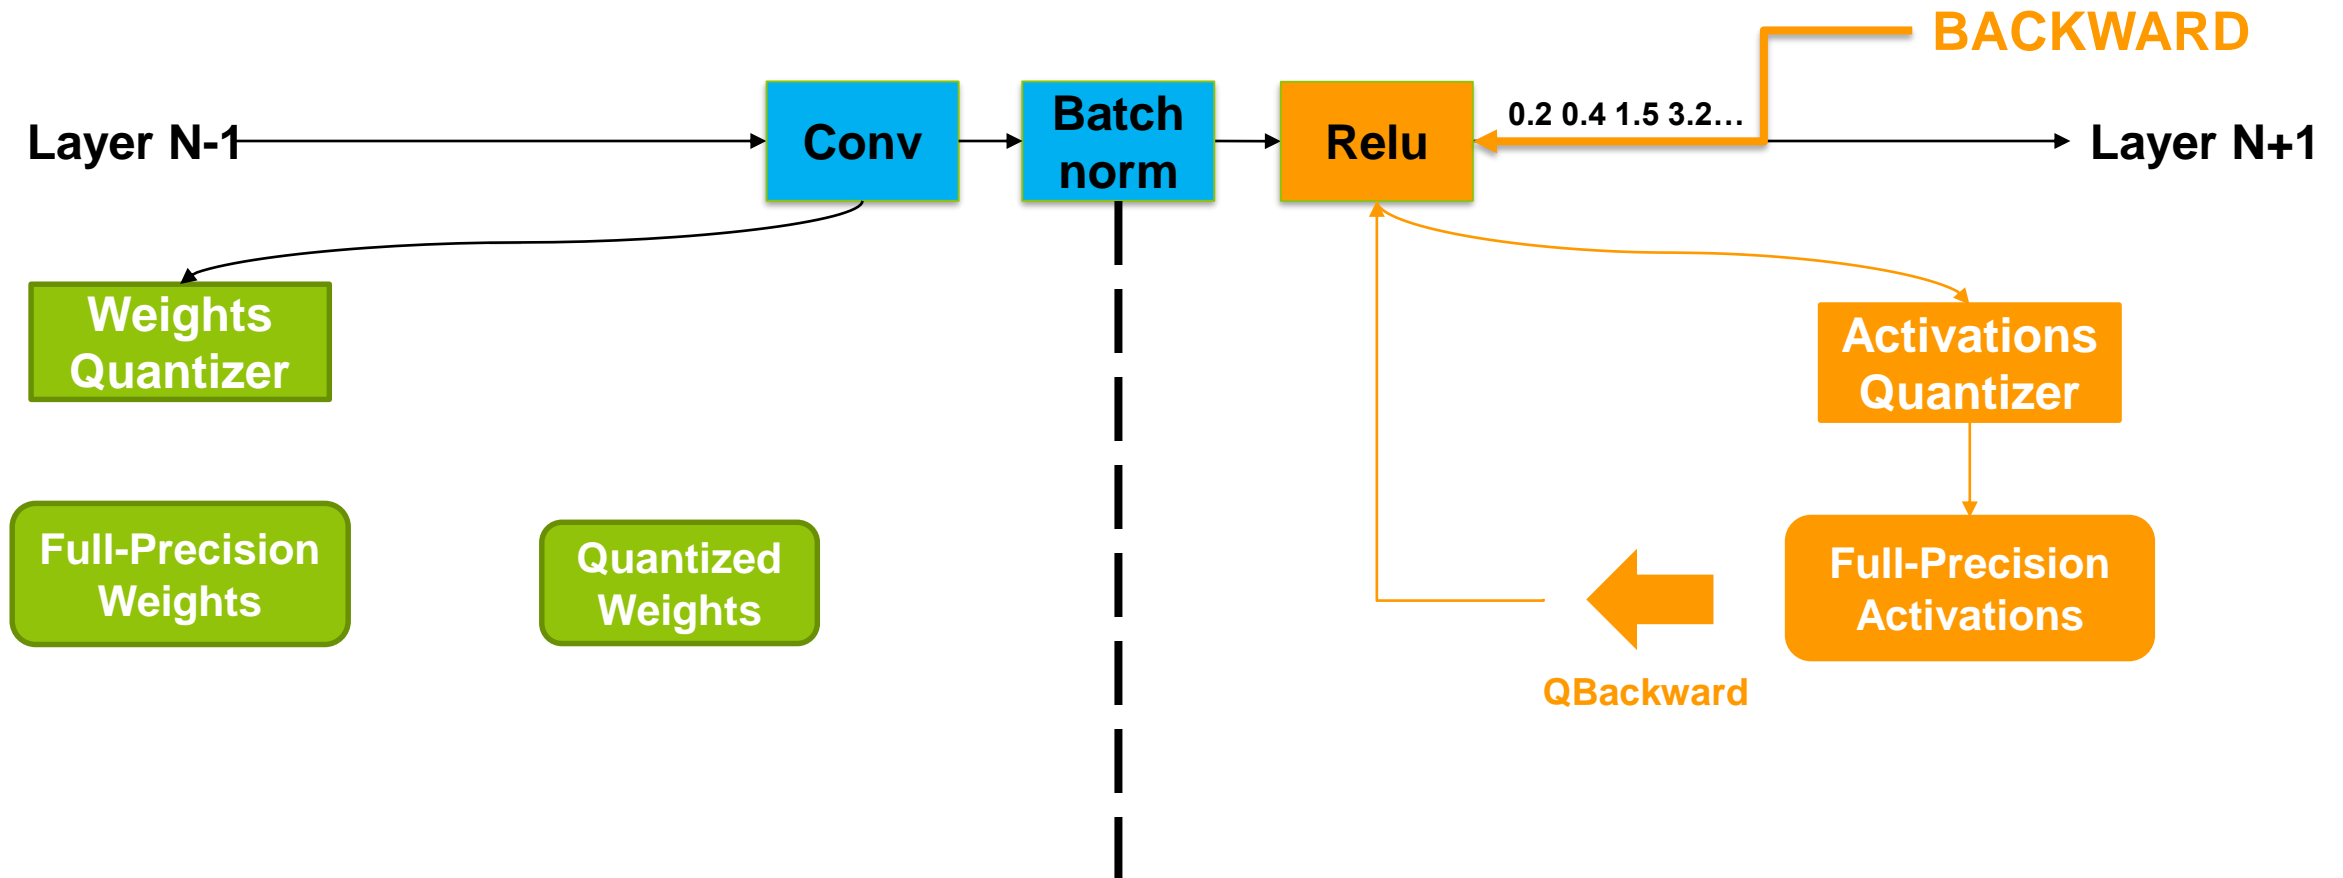 BACKWARD
Layer N-1
Conv
Batch
norm
Relu
0.2 0.4 1.5 3.2...
Layer N+1
Weights
Quantizer
Activations
Quantizer
Full-Precision
Weights
Quantized
Weights
Full-Precision
Activations
QBackward